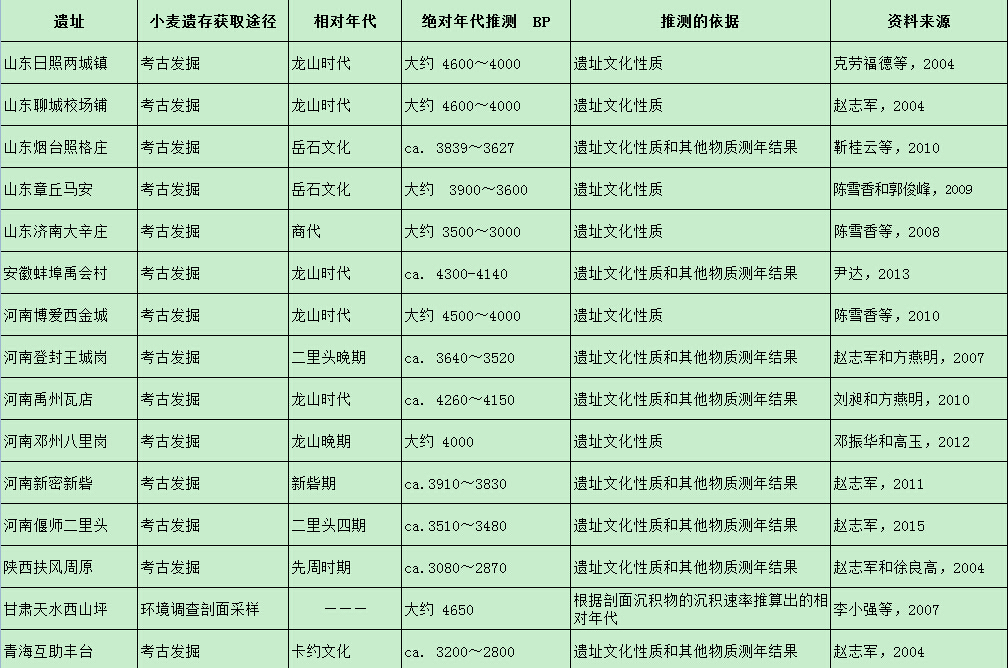 遗址 小麦遗存获取途径 相对年代 绝对年代推测 BP 推测的依据 资料来源
山东日照两城镇 考古发掘 龙山时代 大约 4600～4000 遗址文化性质 克劳福德等，2004
山东聊城校场铺 考古发掘 龙山时代 大约 4600～4000 遗址文化性质 赵志军，2004
山东烟台照格庄 考古发掘 岳石文化 ca. 3839～3627 遗址文化性质和其他物质测年结果 靳桂云等，2010
山东章丘马安 考古发掘 岳石文化 大约 3900～3600 遗址文化性质 陈雪香和郭俊峰，2009
山东济南大辛庄 考古发掘 商代 大约 3500～3000 遗址文化性质 陈雪香等，2008
安徽蚌埠禹会村 考古发掘 龙山时代 ca. 4300-4140 遗址文化性质和其他物质测年结果 尹达，2013
河南博爱西金城 考古发掘 龙山时代 大约 4500～4000 遗址文化性质 陈雪香等，2010
河南登封王城岗 考古发掘 二里头晚期 ca. 3640～3520 遗址文化性质和其他物质测年结果 赵志军和方燕明，2007
河南禹州瓦店 考古发掘 龙山时代 ca. 4260～4150 遗址文化性质和其他物质测年结果 刘昶和方燕明，2010
河南邓州八里岗 考古发掘 龙山晚期 大约 4000 遗址文化性质 邓振华和高玉，2012
河南新密新砦 考古发掘 新砦期 ca.3910～3830 遗址文化性质和其他物质测年结果 赵志军，2011
河南偃师二里头 考古发掘 二里头四期 ca.3510～3480 遗址文化性质和其他物质测年结果 赵志军，2015
陕西扶风周原 考古发掘 先周时期 ca.3080～2870 遗址文化性质和其他物质测年结果 赵志军和徐良高，2004
甘肃天水西山坪 环境调查剖面采样 ——— 大约 4650 根据剖面沉积物的沉积速率推算出的相
对年代 李小强等，2007
青海互助丰台 考古发掘 卡约文化 ca. 3200～2800 遗址文化性质和其他物质测年结果 赵志军，2004